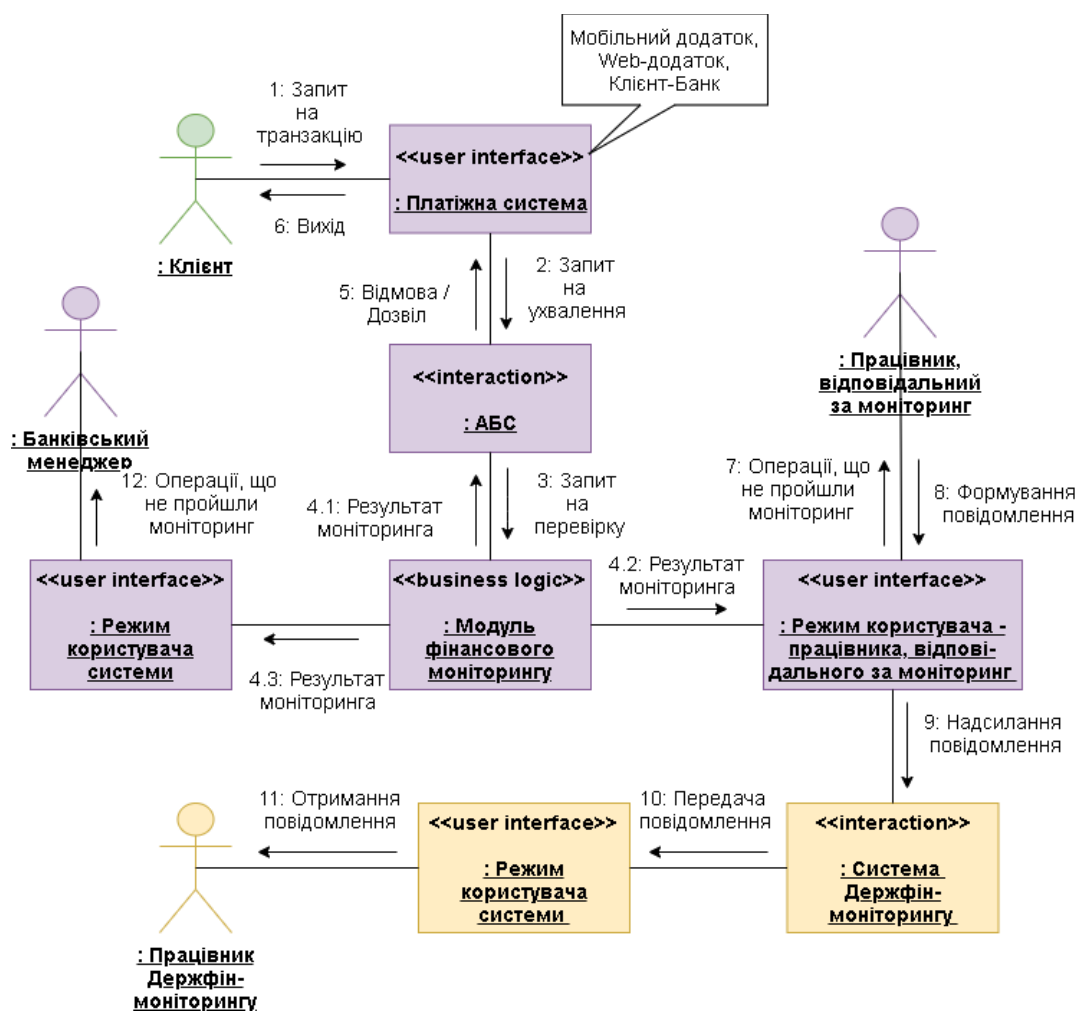 Мобільний додаток,
Web-додаток,
Клієнт-Банк
1: Запит
на
транзакцію
<<user interface>>
: Платіжна система
6: Вихід
: Клієнт
5: Відмова /
Дозвіл
2: Запит
на
ухвалення
<<interaction>>
: АБС
: Працівник,
відповідальний
за моніторинг
: Банківський
менеджер
12: Операції, що
не пройшли
моніторинг
4.1: Результат
моніторинга
3: Запит
на
перевірку
7: Операції, що
не пройшли
моніторинг
8: Формування
повідомлення
<<user interface>>
: Режим
користувача
системи
<<business logic>>
: Модуль
фінансового
моніторингу
4.2: Результат
моніторинга
<<user interface>>
: Режим користувача -
працівника, відпові-
дального за моніторинг
4.3: Результат
моніторинга
9: Надсилання
повідомлення
11: Отримання
повідомлення
<<user interface>>
: Режим
користувача
системи
10: Передача
повідомлення
<<interaction>>
: Система
Держфін-
моніторингу
: Працівник
Держфін-
моніторингу